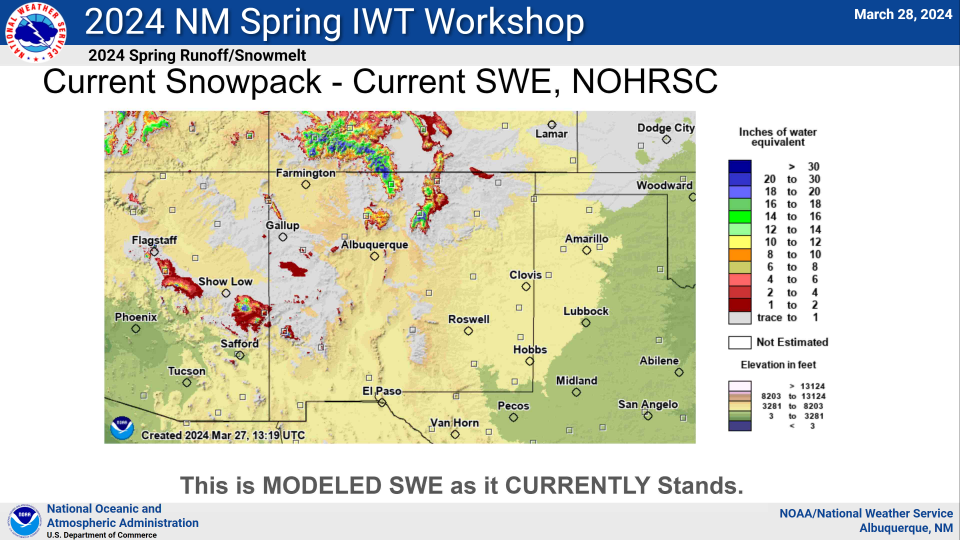 2024 NM Spring IWT Workshop
March 28, 2024
NATIONAL WEATHER SERVICE
2024 Spring Runoff/Snowmelt
Current Snowpack - Current SWE, NOHRSC
Lamar
Dodge City
Farmington
Woodward
Gallup
Flagstaff
Albuquerque
Amarillo
Show Low
Clovis
Phoenix
Roswell
Lubbock
Safford
Hobbs
Abilene
Tucson
Midland
El Paso
Pecos
San Angelo
Van Horn
NOAA
Created 2024 Mar 27, 13:19 UTC
Inches of water
equivalent
> 30
20 to 30
18 to 20
16 to 18
14 to 16
12 to 14
10 to 12
8 to 10
6 to 8
4 to 6
2 to 4
1 to 2
trace to 1
Not Estimated
Elevation in feet
> 13124
8203 to 13124
3281 to 8203
3 to 3281
< 3
This is MODELED SWE as it CURRENTLY Stands.
NOAA
National Oceanic and
Atmospheric Administration
U.S. Department of Commerce
NOAA/National Weather Service
Albuquerque, NM